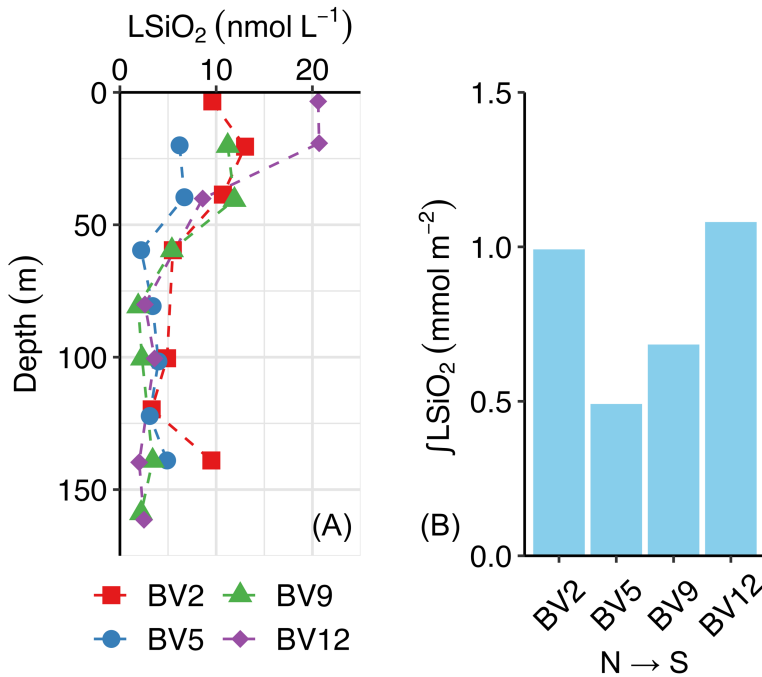 LSiO₂ (nmol L⁻¹)
0 10 20
0
50
100
150
Depth (m)
(A)
BV2 BV9
BV5 BV12
1.5
1.0
0.5
0.0
∫LSiO₂ (mmol m⁻²)
(B)
BV2 BV5 BV9 BV12
N → S